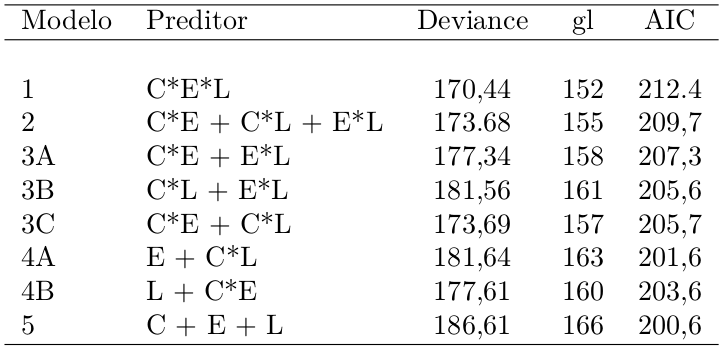 Modelo Preditor Deviance gl AIC
1 C*E*L 170,44 152 212.4
2 C*E + C*L + E*L 173.68 155 209,7
3A C*E + E*L 177,34 158 207,3
3B C*L + E*L 181,56 161 205,6
3C C*E + C*L 173,69 157 205,7
4A E + C*L 181,64 163 201,6
4B L + C*E 177,61 160 203,6
5 C + E + L 186,61 166 200,6